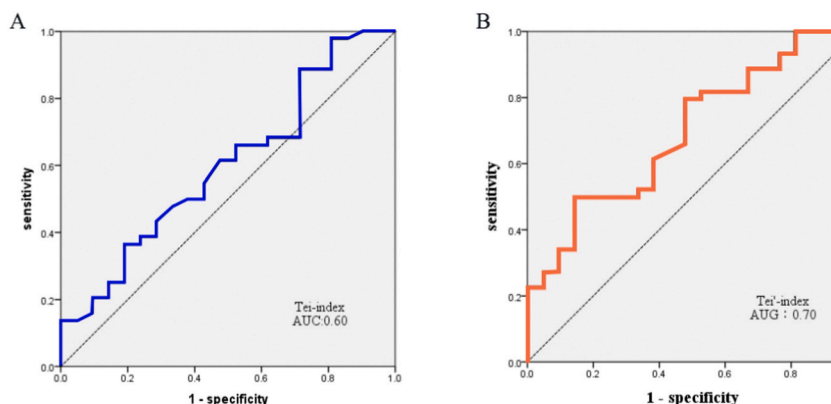 A
1.0
0.8
0.6
0.4
0.2
0.0
sensitivity
Tei-index
AUC:0.60
0.0 0.2 0.4 0.6 0.8 1.0
1 - specificity
B
1.0
0.8
0.6
0.4
0.2
0.0
sensitivity
Tei'-index
AUG : 0.70
0.0 0.2 0.4 0.6 0.8
1 - specificity